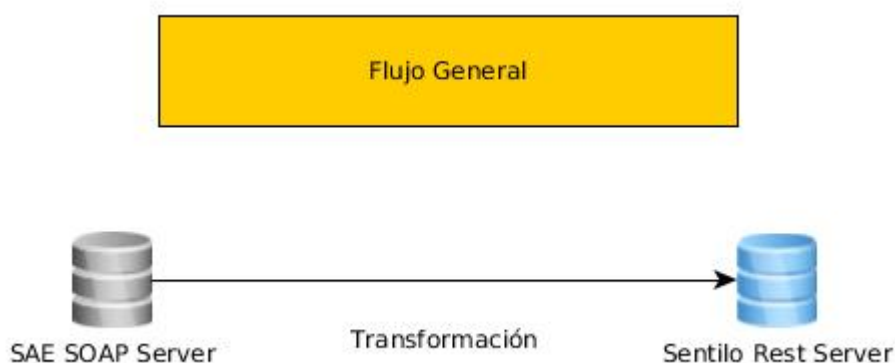 Flujo General
Transformación
SAE SOAP Server
Sentilo Rest Server